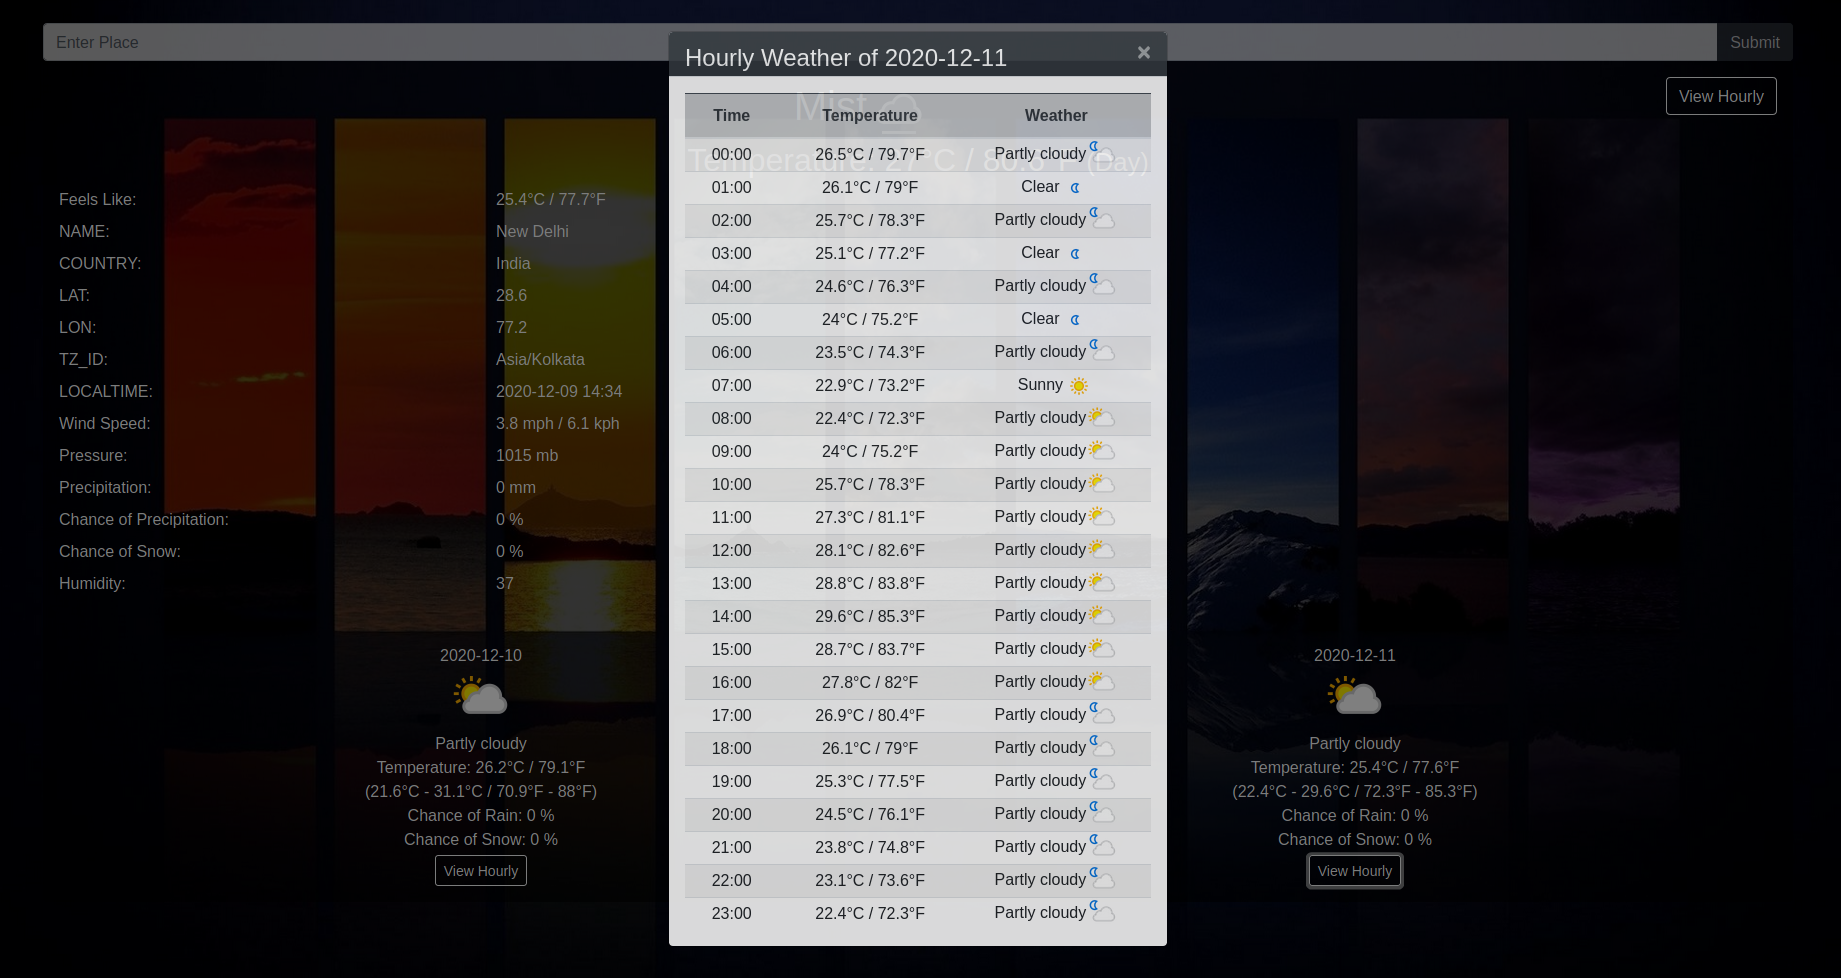 Enter Place
Submit
View Hourly
Hourly Weather of 2020-12-11 ×
Mist
Temperature: 27°C / 80.6°F (Day)
Time Temperature Weather
00:00 26.5°C / 79.7°F Partly cloudy
01:00 26.1°C / 79°F Clear
02:00 25.7°C / 78.3°F Partly cloudy
03:00 25.1°C / 77.2°F Clear
04:00 24.6°C / 76.3°F Partly cloudy
05:00 24°C / 75.2°F Clear
06:00 23.5°C / 74.3°F Partly cloudy
07:00 22.9°C / 73.2°F Sunny
08:00 22.4°C / 72.3°F Partly cloudy
09:00 24°C / 75.2°F Partly cloudy
10:00 25.7°C / 78.3°F Partly cloudy
11:00 27.3°C / 81.1°F Partly cloudy
12:00 28.1°C / 82.6°F Partly cloudy
13:00 28.8°C / 83.8°F Partly cloudy
14:00 29.6°C / 85.3°F Partly cloudy
15:00 28.7°C / 83.7°F Partly cloudy
16:00 27.8°C / 82°F Partly cloudy
17:00 26.9°C / 80.4°F Partly cloudy
18:00 26.1°C / 79°F Partly cloudy
19:00 25.3°C / 77.5°F Partly cloudy
20:00 24.5°C / 76.1°F Partly cloudy
21:00 23.8°C / 74.8°F Partly cloudy
22:00 23.1°C / 73.6°F Partly cloudy
23:00 22.4°C / 72.3°F Partly cloudy
Feels Like: 25.4°C / 77.7°F
NAME: New Delhi
COUNTRY: India
LAT: 28.6
LON: 77.2
TZ_ID: Asia/Kolkata
LOCALTIME: 2020-12-09 14:34
Wind Speed: 3.8 mph / 6.1 kph
Pressure: 1015 mb
Precipitation: 0 mm
Chance of Precipitation: 0 %
Chance of Snow: 0 %
Humidity: 37
2020-12-10
Partly cloudy
Temperature: 26.2°C / 79.1°F
(21.6°C - 31.1°C / 70.9°F - 88°F)
Chance of Rain: 0 %
Chance of Snow: 0 %
View Hourly
2020-12-11
Partly cloudy
Temperature: 25.4°C / 77.6°F
(22.4°C - 29.6°C / 72.3°F - 85.3°F)
Chance of Rain: 0 %
Chance of Snow: 0 %
View Hourly